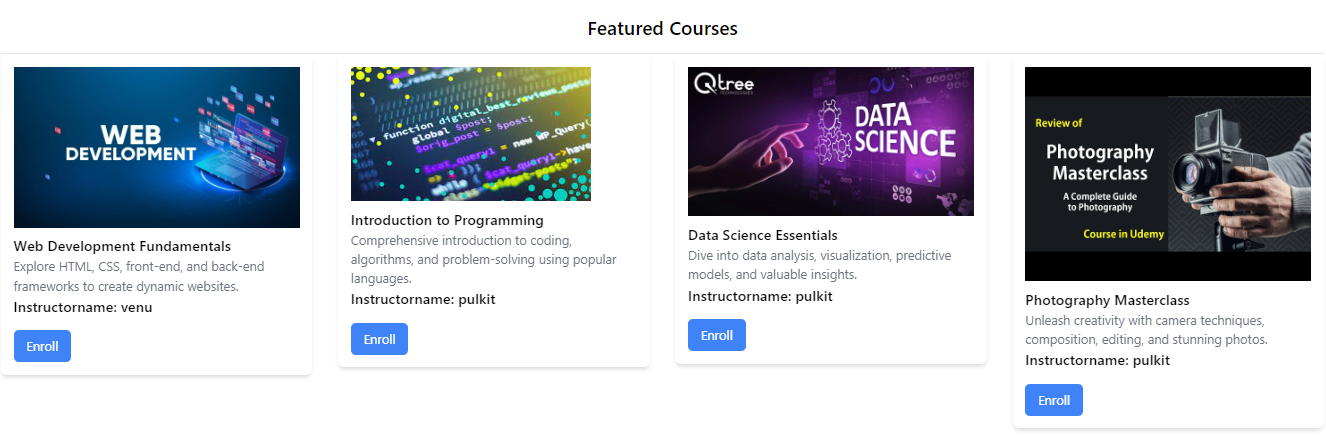 Featured Courses
WEB
DEVELOPMENT
Web Development Fundamentals
Explore HTML, CSS, front-end, and back-end
frameworks to create dynamic websites.
Instructorname: venu
Enroll
wp_reset_query();
function digital_best_reviews_posts
global $post;
$orig_post = $post;
$cat_query1 = new WP_Query(
$cat_query1->have
while
"widget-posts";
Introduction to Programming
Comprehensive introduction to coding,
algorithms, and problem-solving using popular
languages.
Instructorname: pulkit
Enroll
Qtree
TECHNOLOGIES
DATA
SCIENCE
Data Science Essentials
Dive into data analysis, visualization, predictive
models, and valuable insights.
Instructorname: pulkit
Enroll
Review of
Photography
Masterclass
A Complete Guide
to Photography
Course in Udemy
Photography Masterclass
Unleash creativity with camera techniques,
composition, editing, and stunning photos.
Instructorname: pulkit
Enroll